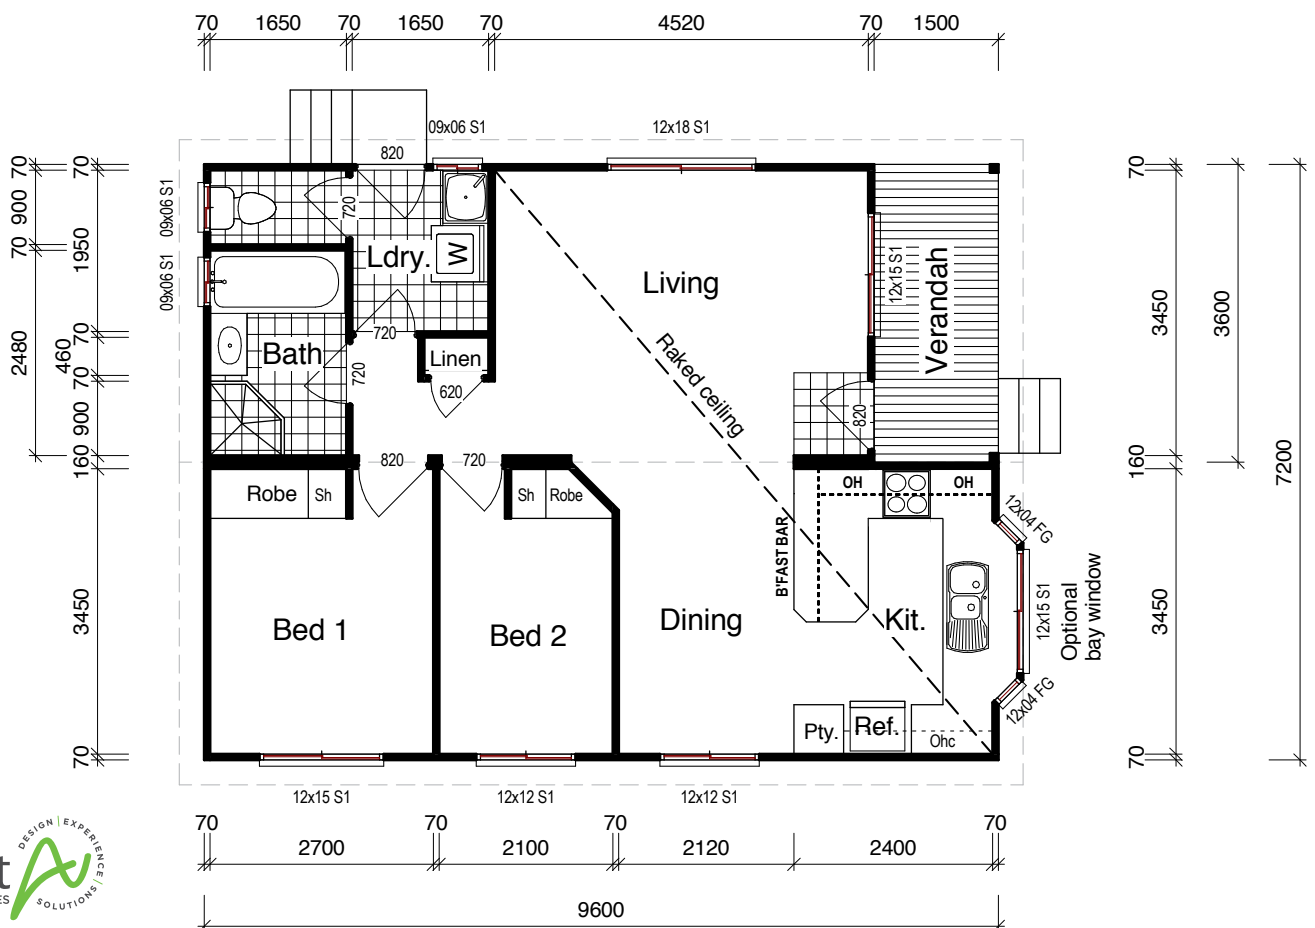 70 1650 70 1650 70 4520 70 1500
09x06 S1 12x18 S1
820
70 900 70 2480
70 1950 70 460 70 900 160 3450 70
09x06 S1
09x06 S1
720
Ldry.
W
Living
12x15 S1
Verandah
70 3450 160 3450 70
3600
7200
Bath
720
720
Linen
620
Raked ceiling
820
820
720
Robe Sh
Sh Robe
OH OH
B'FAST BAR
12x04 FG
12x15 S1
Optional
bay window
12x04 FG
Bed 1
Bed 2
Dining
Kit.
Pty.
Ref.
Ohc
12x15 S1 12x12 S1 12x12 S1
70 2700 70 2100 70 2120 2400 70
9600
t
ES
DESIGN | EXPERIENCE | SOLUTIONS